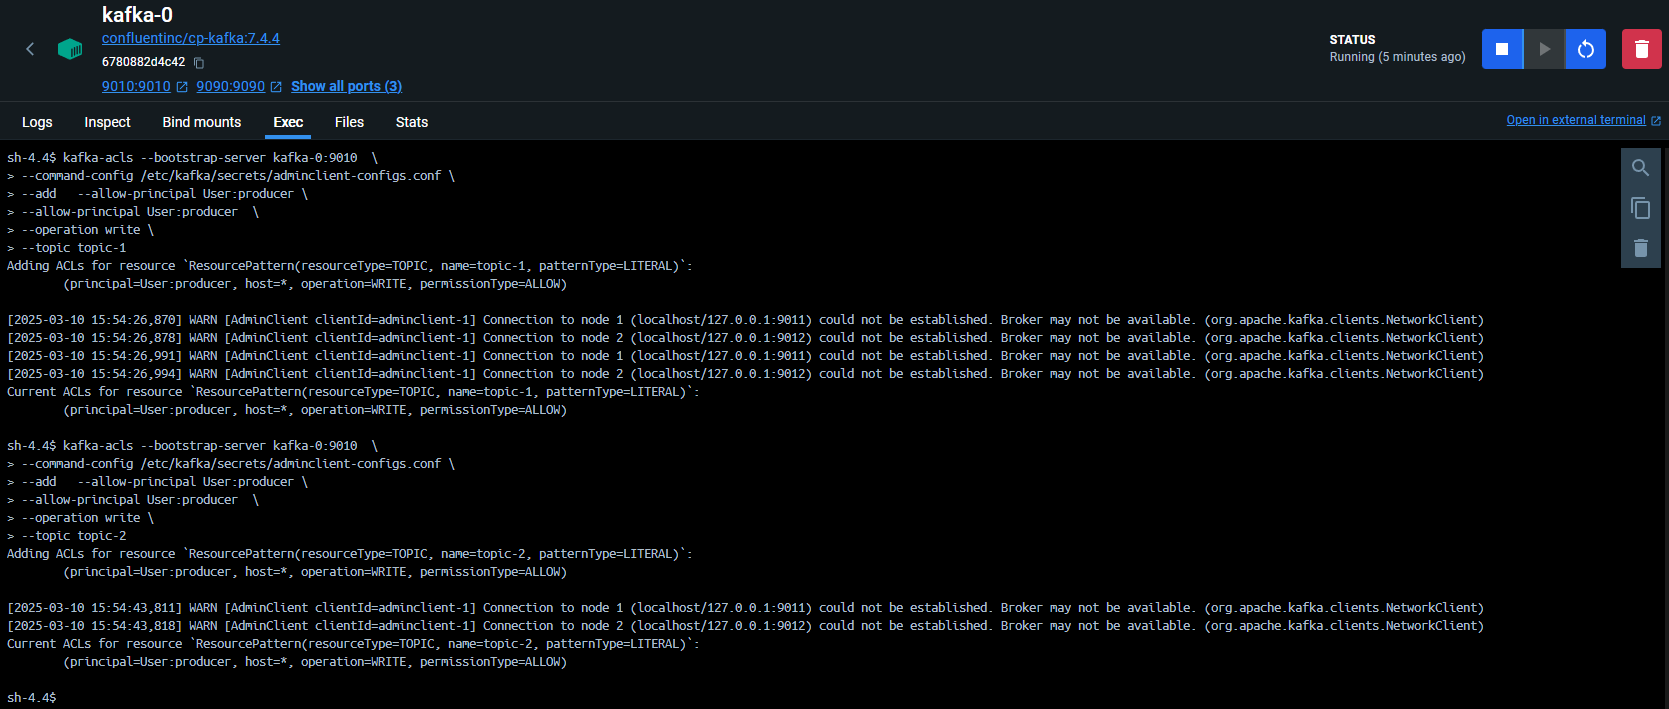 kafka-0
confluentinc/cp-kafka:7.4.4
6780882d4c42
9010:9010 9090:9090 Show all ports (3)
STATUS
Running (5 minutes ago)
Logs Inspect Bind mounts Exec Files Stats
Open in external terminal
sh-4.4$ kafka-acls --bootstrap-server kafka-0:9010  \
> --command-config /etc/kafka/secrets/adminclient-configs.conf \
> --add   --allow-principal User:producer \
> --allow-principal User:producer  \
> --operation write \
> --topic topic-1
Adding ACLs for resource `ResourcePattern(resourceType=TOPIC, name=topic-1, patternType=LITERAL)`:
        (principal=User:producer, host=*, operation=WRITE, permissionType=ALLOW)
[2025-03-10 15:54:26,870] WARN [AdminClient clientId=adminclient-1] Connection to node 1 (localhost/127.0.0.1:9011) could not be established. Broker may not be available. (org.apache.kafka.clients.NetworkClient)
[2025-03-10 15:54:26,878] WARN [AdminClient clientId=adminclient-1] Connection to node 2 (localhost/127.0.0.1:9012) could not be established. Broker may not be available. (org.apache.kafka.clients.NetworkClient)
[2025-03-10 15:54:26,991] WARN [AdminClient clientId=adminclient-1] Connection to node 1 (localhost/127.0.0.1:9011) could not be established. Broker may not be available. (org.apache.kafka.clients.NetworkClient)
[2025-03-10 15:54:26,994] WARN [AdminClient clientId=adminclient-1] Connection to node 2 (localhost/127.0.0.1:9012) could not be established. Broker may not be available. (org.apache.kafka.clients.NetworkClient)
Current ACLs for resource `ResourcePattern(resourceType=TOPIC, name=topic-1, patternType=LITERAL)`:
        (principal=User:producer, host=*, operation=WRITE, permissionType=ALLOW)
sh-4.4$ kafka-acls --bootstrap-server kafka-0:9010  \
> --command-config /etc/kafka/secrets/adminclient-configs.conf \
> --add   --allow-principal User:producer \
> --allow-principal User:producer  \
> --operation write \
> --topic topic-2
Adding ACLs for resource `ResourcePattern(resourceType=TOPIC, name=topic-2, patternType=LITERAL)`:
        (principal=User:producer, host=*, operation=WRITE, permissionType=ALLOW)
[2025-03-10 15:54:43,811] WARN [AdminClient clientId=adminclient-1] Connection to node 1 (localhost/127.0.0.1:9011) could not be established. Broker may not be available. (org.apache.kafka.clients.NetworkClient)
[2025-03-10 15:54:43,818] WARN [AdminClient clientId=adminclient-1] Connection to node 2 (localhost/127.0.0.1:9012) could not be established. Broker may not be available. (org.apache.kafka.clients.NetworkClient)
Current ACLs for resource `ResourcePattern(resourceType=TOPIC, name=topic-2, patternType=LITERAL)`:
        (principal=User:producer, host=*, operation=WRITE, permissionType=ALLOW)
sh-4.4$